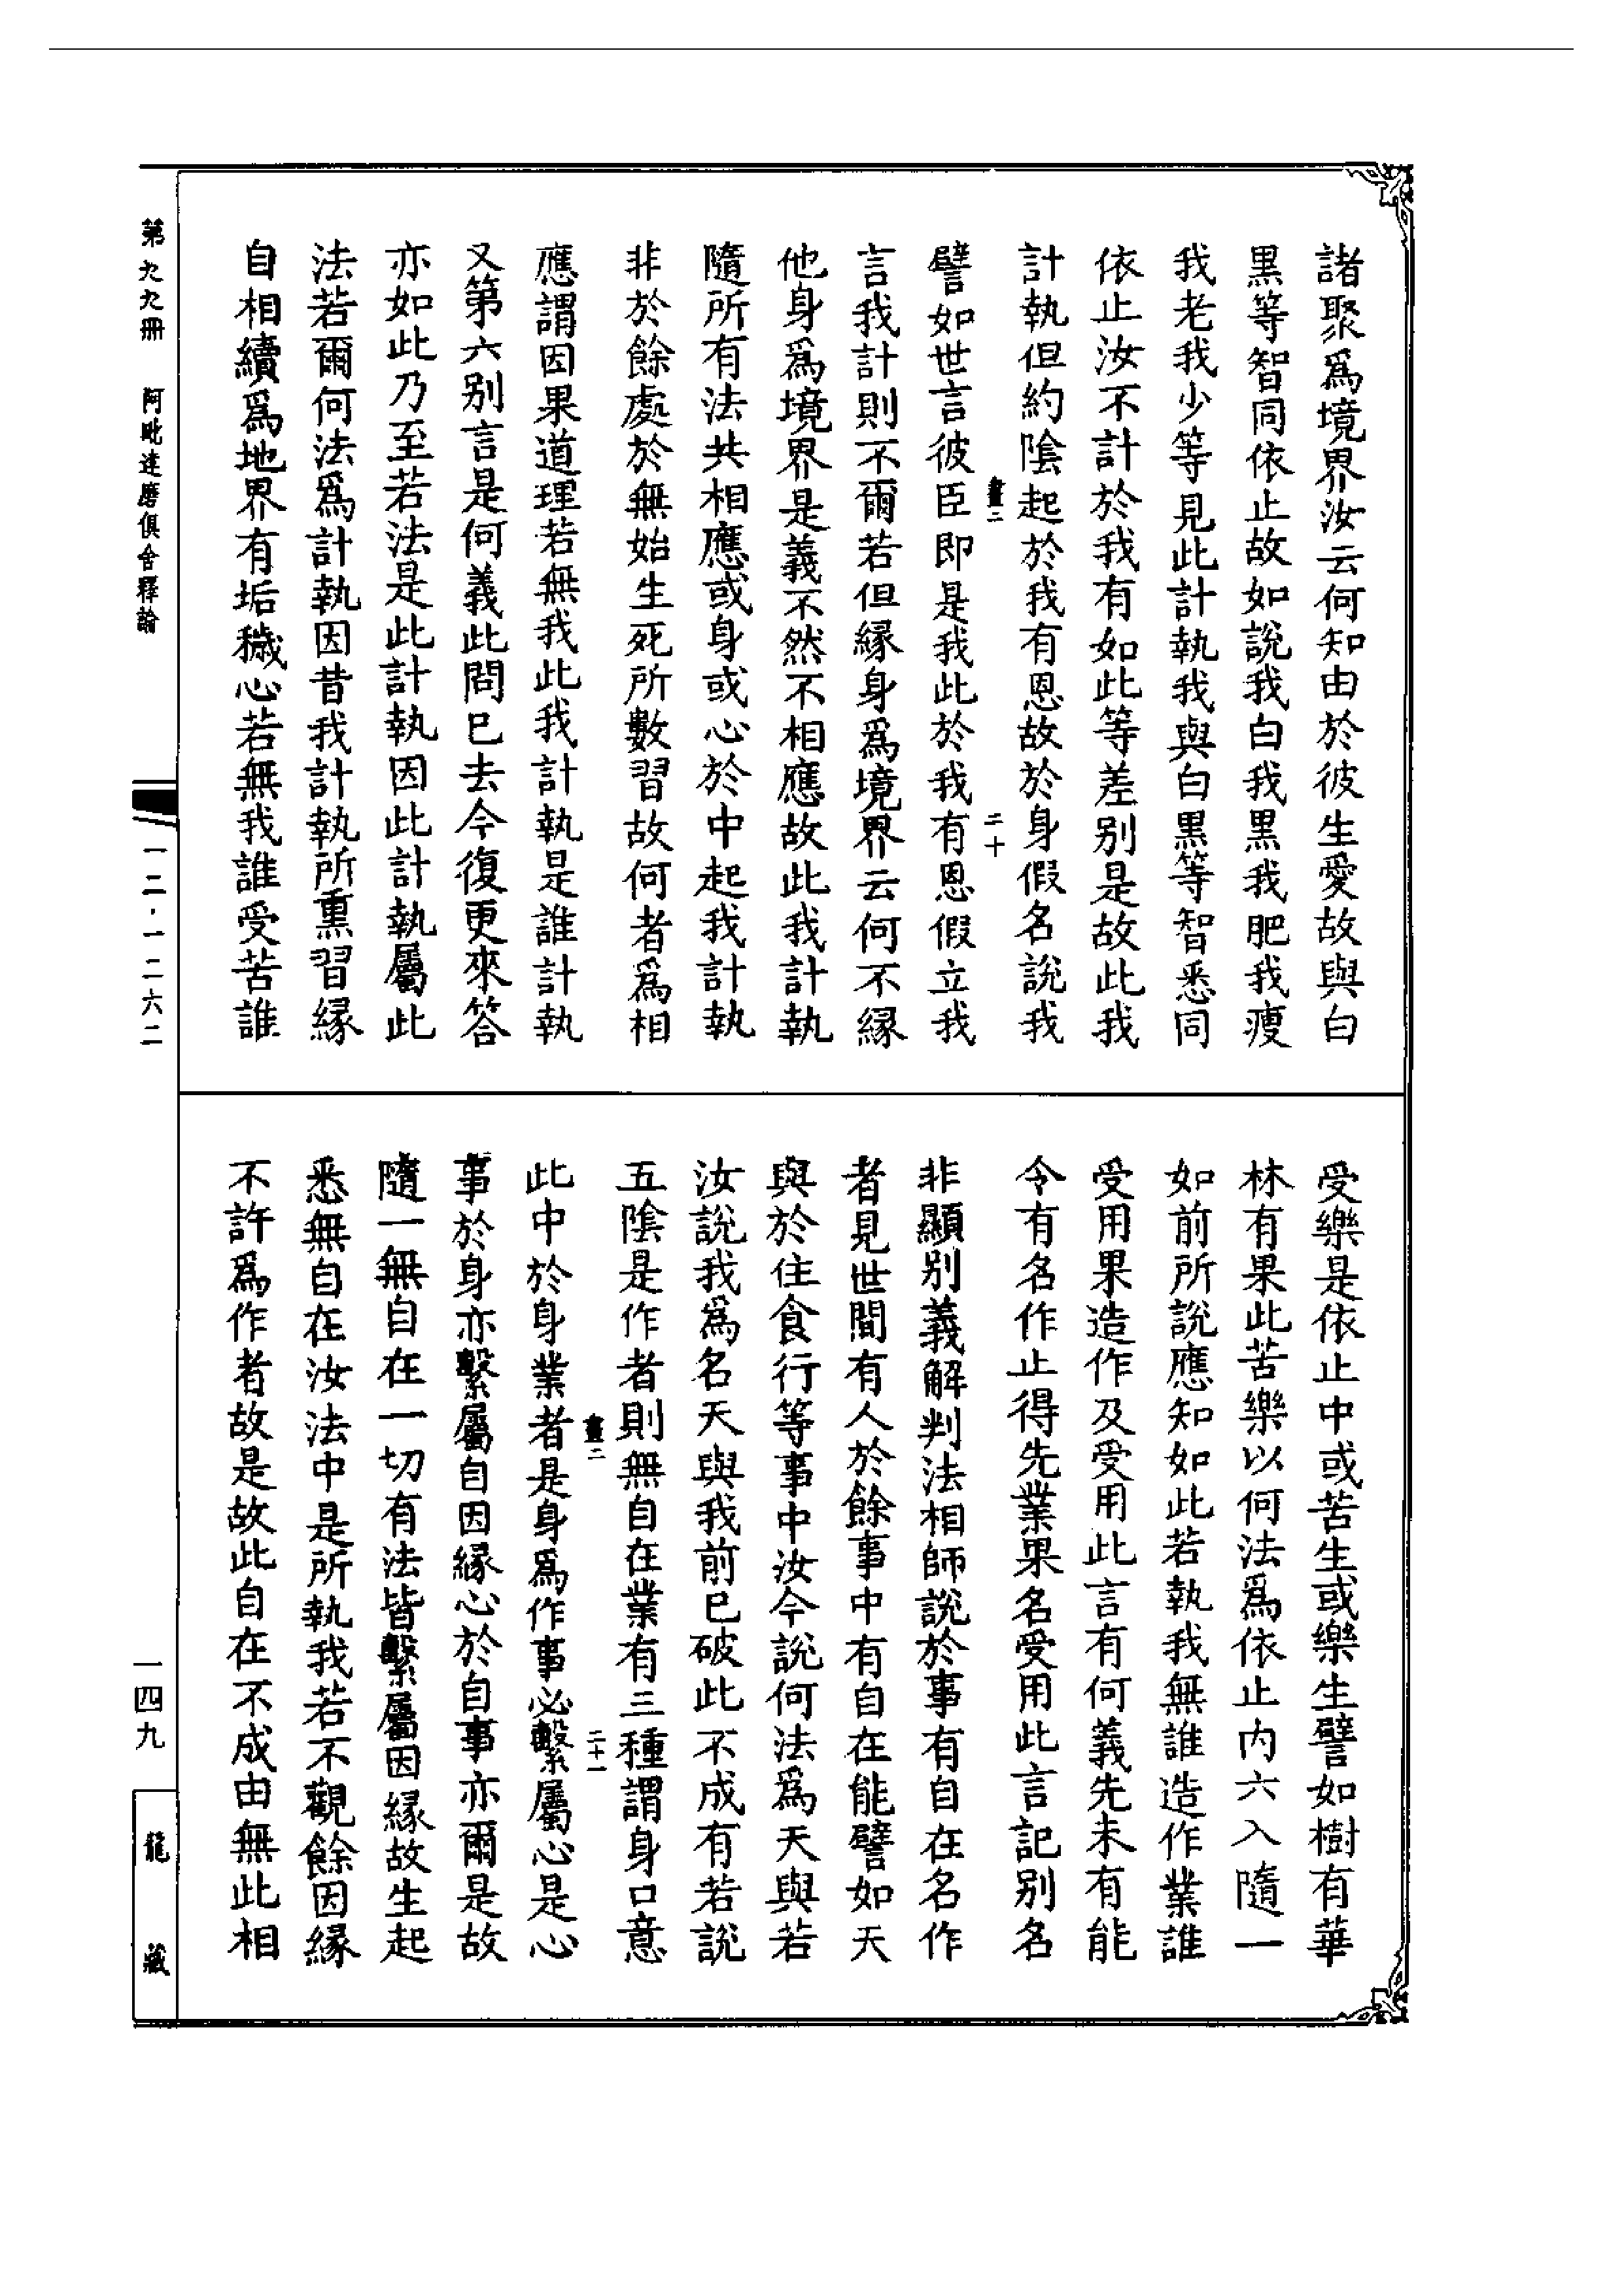 諸聚爲境界汝云何知由於彼生愛故與白
黒等智同依止故如說我白我黒我肥我瘦
我老我少等見此計執我與白黒等智悉同
依止汝不計於我有如此等差别是故此我
計執但約陰起於我有恩故於身假名說我
畫二 二十
譬如世言彼臣即是我此於我有恩假立我
言我計則不爾若但縁身爲境界云何不縁
他身爲境界是義不然不相應故此我計執
隨所有法共相應或身或心於中起我計執
非於餘處於無始生死所數習故何者爲相
應謂因果道理若無我此我計執是誰計執
又第六别言是何義此問已去今復更來答
亦如此乃至若法是此計執因此計執屬此
法若爾何法爲計執因昔我計執所熏習縁
自相續爲地界有垢穢心若無我誰受苦誰
受樂是依止中或苦生或樂生譬如樹有華
林有果此苦樂以何法爲依止内六入隨一
如前所說應知如此若執我無誰造作業誰
受用果造作及受用此言有何義先未有能
令有名作止得先業果名受用此言記别名
非顯别義解判法相師說於事有自在名作
者見世間有人於餘事中有自在能譬如天
與於住食行等事中汝今說何法爲天與若
汝說我爲名天與我前已破此不成有若說
五陰是作者則無自在業有三種謂身口意
畫二 二十一
此中於身業者是身爲作事必繫屬心是心
事於身亦繫屬自因縁心於自事亦爾是故
隨一無自在一切有法皆繫屬因縁故生起
悉無自在汝法中是所執我若不觀餘因縁
不許爲作者故是故此自在不成由無此相
第九九冊 阿毗達磨俱舍釋論
一二·一二六二
一四九
龍藏